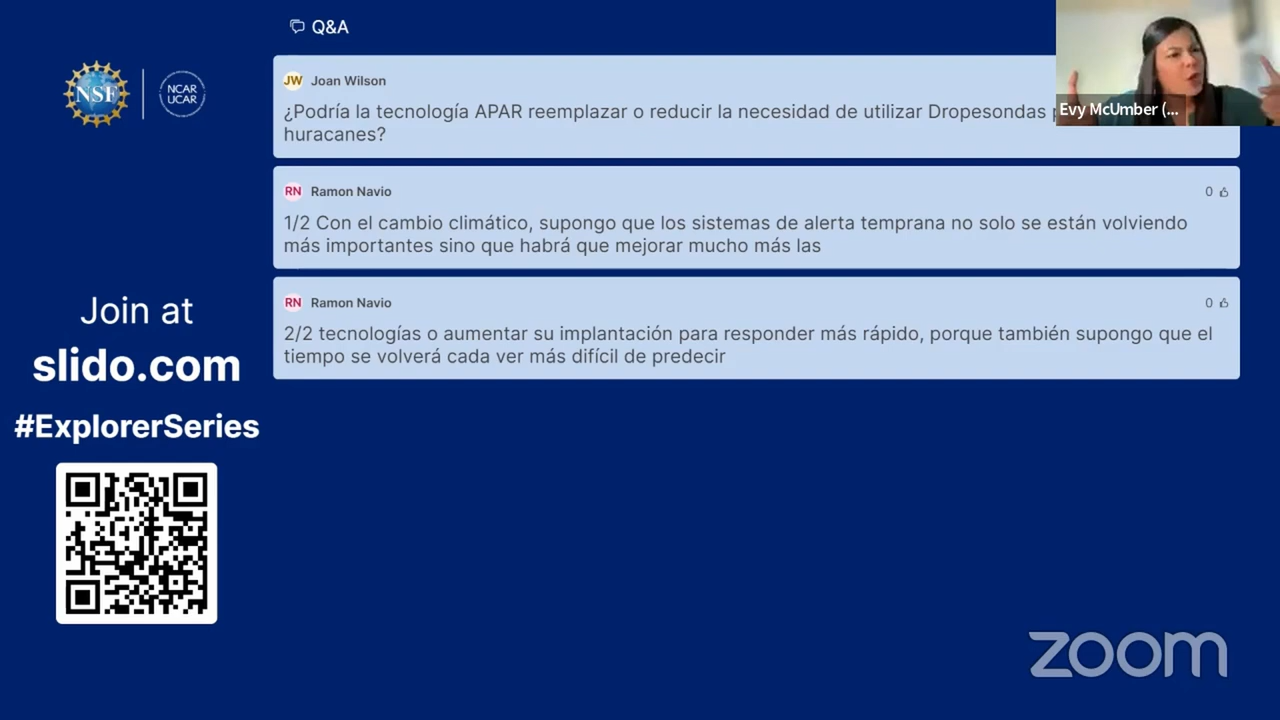 Q&A
NSF
NCAR
UCAR
JW Joan Wilson
¿Podría la tecnología APAR reemplazar o reducir la necesidad de utilizar Dropesondas
huracanes?
Evy McUmber (...
RN Ramon Navio 0
1/2 Con el cambio climático, supongo que los sistemas de alerta temprana no solo se están volviendo
más importantes sino que habrá que mejorar mucho más las
RN Ramon Navio 0
2/2 tecnologías o aumentar su implantación para responder más rápido, porque también supongo que el
tiempo se volverá cada ver más difícil de predecir
Join at
slido.com
#ExplorerSeries
zoom